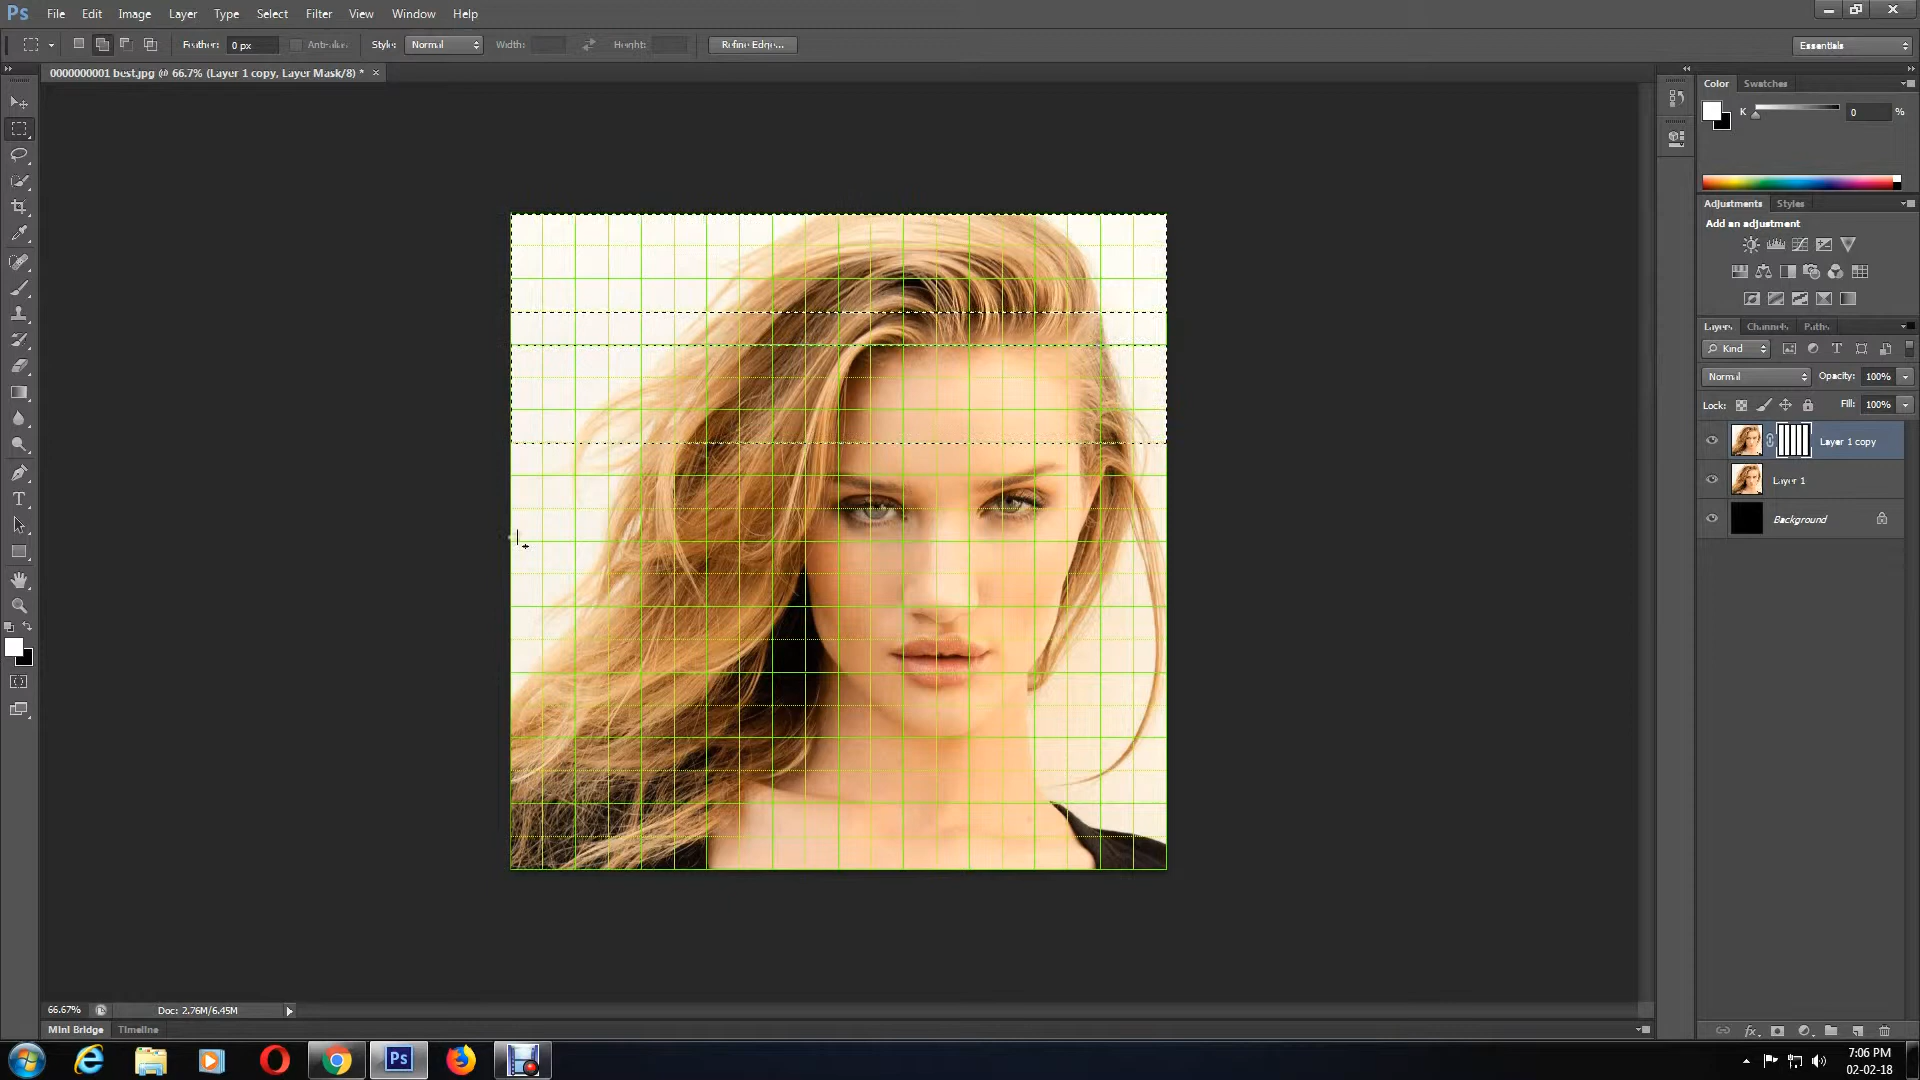 Ps File Edit Image Layer Type Select Filter View Window Help
Feather: 0 px Anti-alias Style: Normal Width: Height: Refine Edge... Essentials
0000000001 best.jpg @ 66.7% (Layer 1 copy, Layer Mask/8) * ×
Color Swatches
K 0 %
Adjustments Styles
Add an adjustment
Layers Channels Paths
Kind
Normal Opacity: 100%
Lock: Fill: 100%
Layer 1 copy
Layer 1
Background
66.67% Doc: 2.76M/6.45M
Mini Bridge Timeline
Ps
7:06 PM
02-02-18